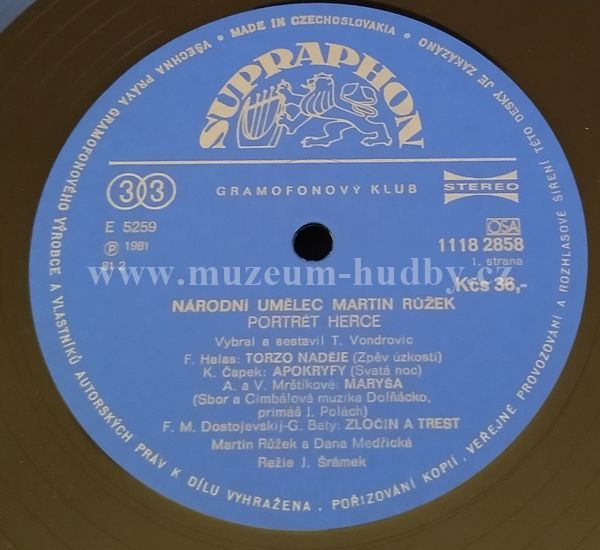 MADE IN CZECHOSLOVAKIA
VŠECHNA PRÁVA GRAMOFONOVÉHO VÝROBCE A VLASTNÍKŮ AUTORSKÝCH PRÁV K DÍLU VYHRAŽENA. POŘIZOVÁNÍ KOPIÍ, VEŘEJNÉ PROVOZOVÁNÍ A ROZHLASOVÉ ŠÍŘENÍ TÉTO DESKY JE ZAKÁZÁNO
SUPRAPHON
33
GRAMOFONOVÝ KLUB
STEREO
E 5259
OSA
Ⓟ 1981
1118 2858
81 2
1. strana
www.muzeum-hudby.cz
Kčs 36,-
NÁRODNÍ UMĚLEC MARTIN RŮŽEK
PORTRÉT HERCE
Vybral a sestavil T. Vondrovic
F. Halas: TORZO NADĚJE (Zpěv úzkosti)
K. Čapek: APOKRYFY (Svatá noc)
A. a V. Mrštíkové: MARYŠA
(Sbor a Cimbálová muzika Dolňácko,
primáš J. Polách)
F. M. Dostojevskij-G. Baty: ZLOČIN A TREST
Martin Růžek a Dana Medřická
Režie J. Šrámek